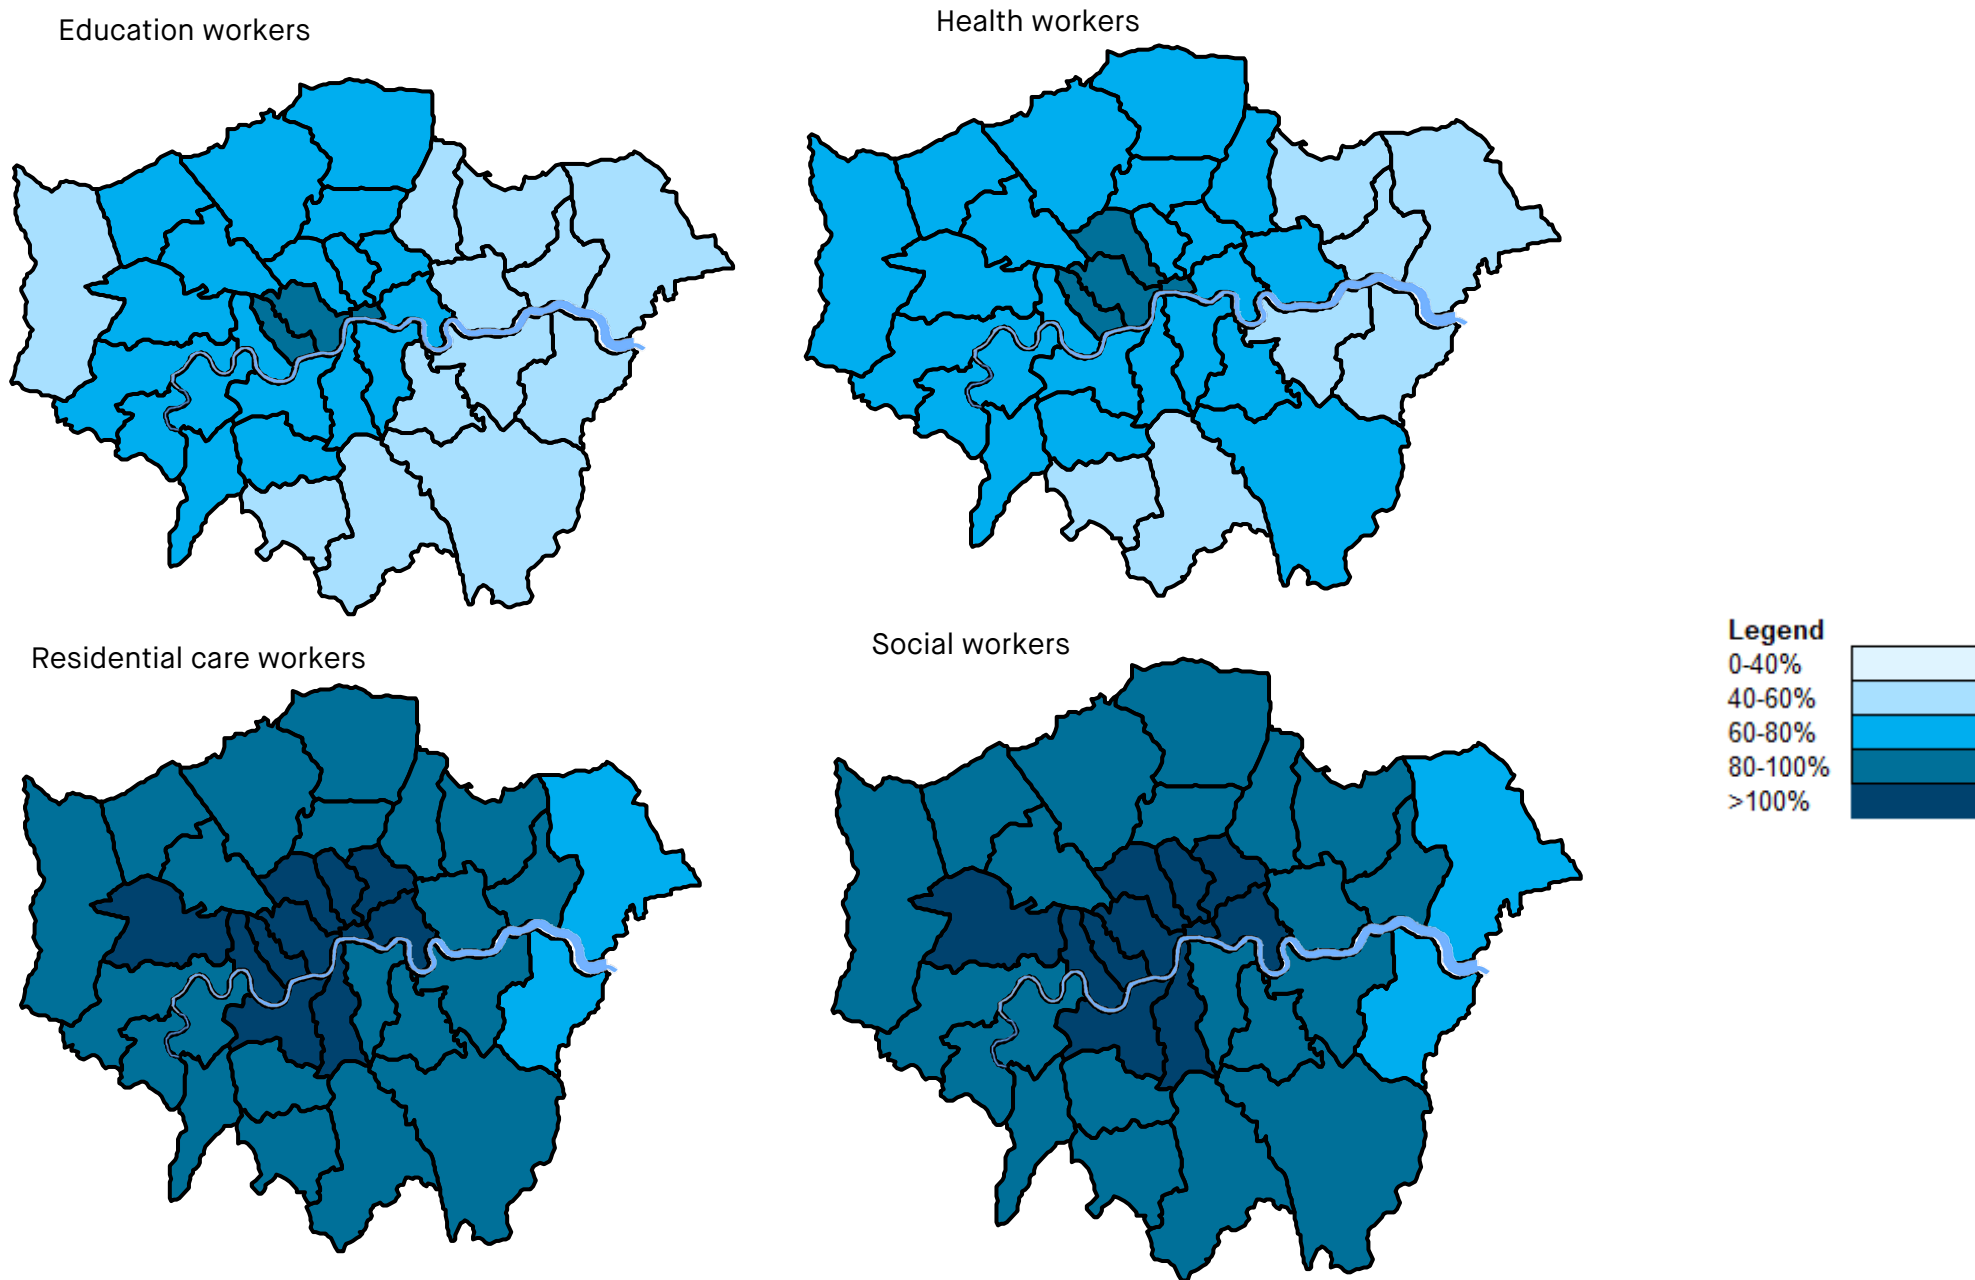 Education workers
Health workers
Residential care workers
Social workers
Legend
0-40%
40-60%
60-80%
80-100%
>100%